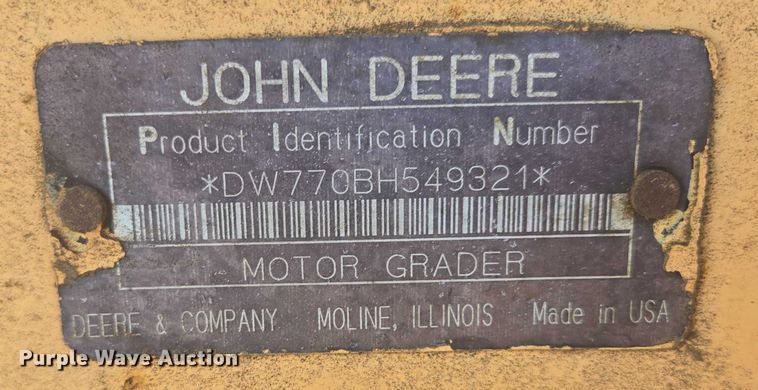 JOHN DEERE
Product Identification Number
*DW770BH549321*
MOTOR GRADER
DEERE & COMPANY MOLINE, ILLINOIS Made in USA
Purple Wave Auction